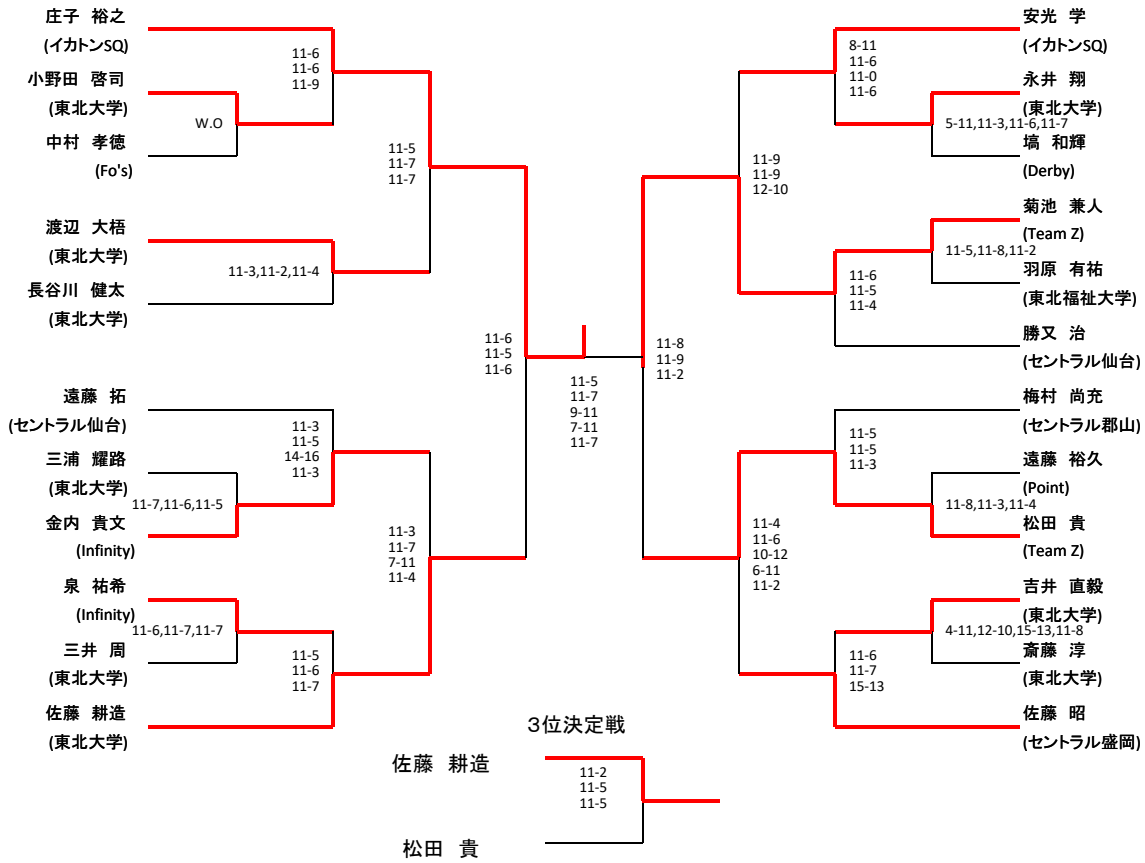 庄子 裕之
(イカトンSQ)
小野田 啓司
(東北大学)
中村 孝徳
(Fo's)
W.O
11-6
11-6
11-9
渡辺 大梧
(東北大学)
長谷川 健太
(東北大学)
11-3,11-2,11-4
11-5
11-7
11-7
遠藤 拓
(セントラル仙台)
三浦 耀路
(東北大学)
金内 貴文
(Infinity)
11-7,11-6,11-5
11-3
11-5
14-16
11-3
泉 祐希
(Infinity)
三井 周
(東北大学)
佐藤 耕造
(東北大学)
11-6,11-7,11-7
11-5
11-6
11-7
11-3
11-7
7-11
11-4
11-6
11-5
11-6
11-5
11-7
9-11
7-11
11-7
11-8
11-9
11-2
安光 学
(イカトンSQ)
永井 翔
(東北大学)
塙 和輝
(Derby)
8-11
11-6
11-0
11-6
5-11,11-3,11-6,11-7
11-9
11-9
12-10
菊池 兼人
(Team Z)
羽原 有祐
(東北福祉大学)
勝又 治
(セントラル仙台)
11-5,11-8,11-2
11-6
11-5
11-4
梅村 尚充
(セントラル郡山)
遠藤 裕久
(Point)
松田 貴
(Team Z)
11-5
11-5
11-3
11-8,11-3,11-4
11-4
11-6
10-12
6-11
11-2
吉井 直毅
(東北大学)
斎藤 淳
(東北大学)
佐藤 昭
(セントラル盛岡)
4-11,12-10,15-13,11-8
11-6
11-7
15-13
3位決定戦
佐藤 耕造
11-2
11-5
11-5
松田 貴